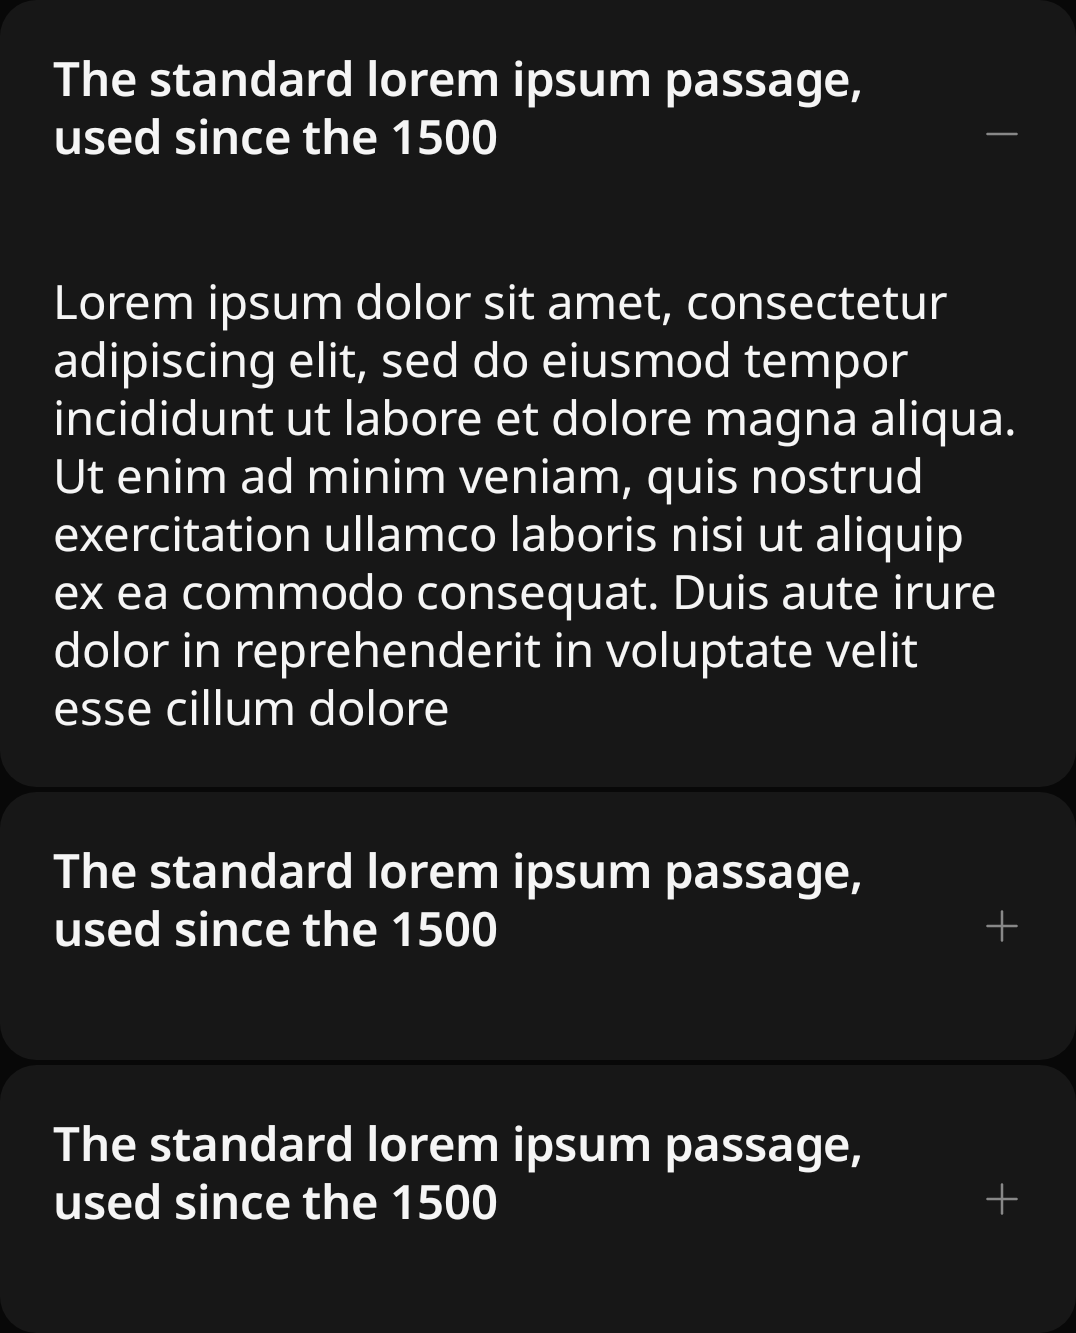 The standard lorem ipsum passage,
used since the 1500
Lorem ipsum dolor sit amet, consectetur
adipiscing elit, sed do eiusmod tempor
incididunt ut labore et dolore magna aliqua.
Ut enim ad minim veniam, quis nostrud
exercitation ullamco laboris nisi ut aliquip
ex ea commodo consequat. Duis aute irure
dolor in reprehenderit in voluptate velit
esse cillum dolore
The standard lorem ipsum passage,
used since the 1500
The standard lorem ipsum passage,
used since the 1500